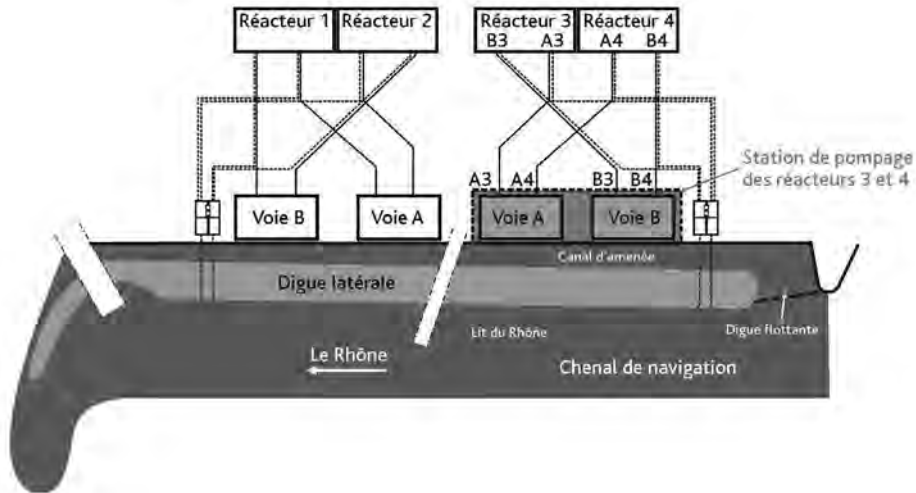 Réacteur 1 Réacteur 2 Réacteur 3 Réacteur 4
B3 A3 A4 B4
Station de pompage
des réacteurs 3 et 4
A3 A4 B3 B4
Voie B Voie A Voie A Voie B
Canal d'amenée
Digue latérale
Lit du Rhône
Digue flottante
Le Rhône
Chenal de navigation